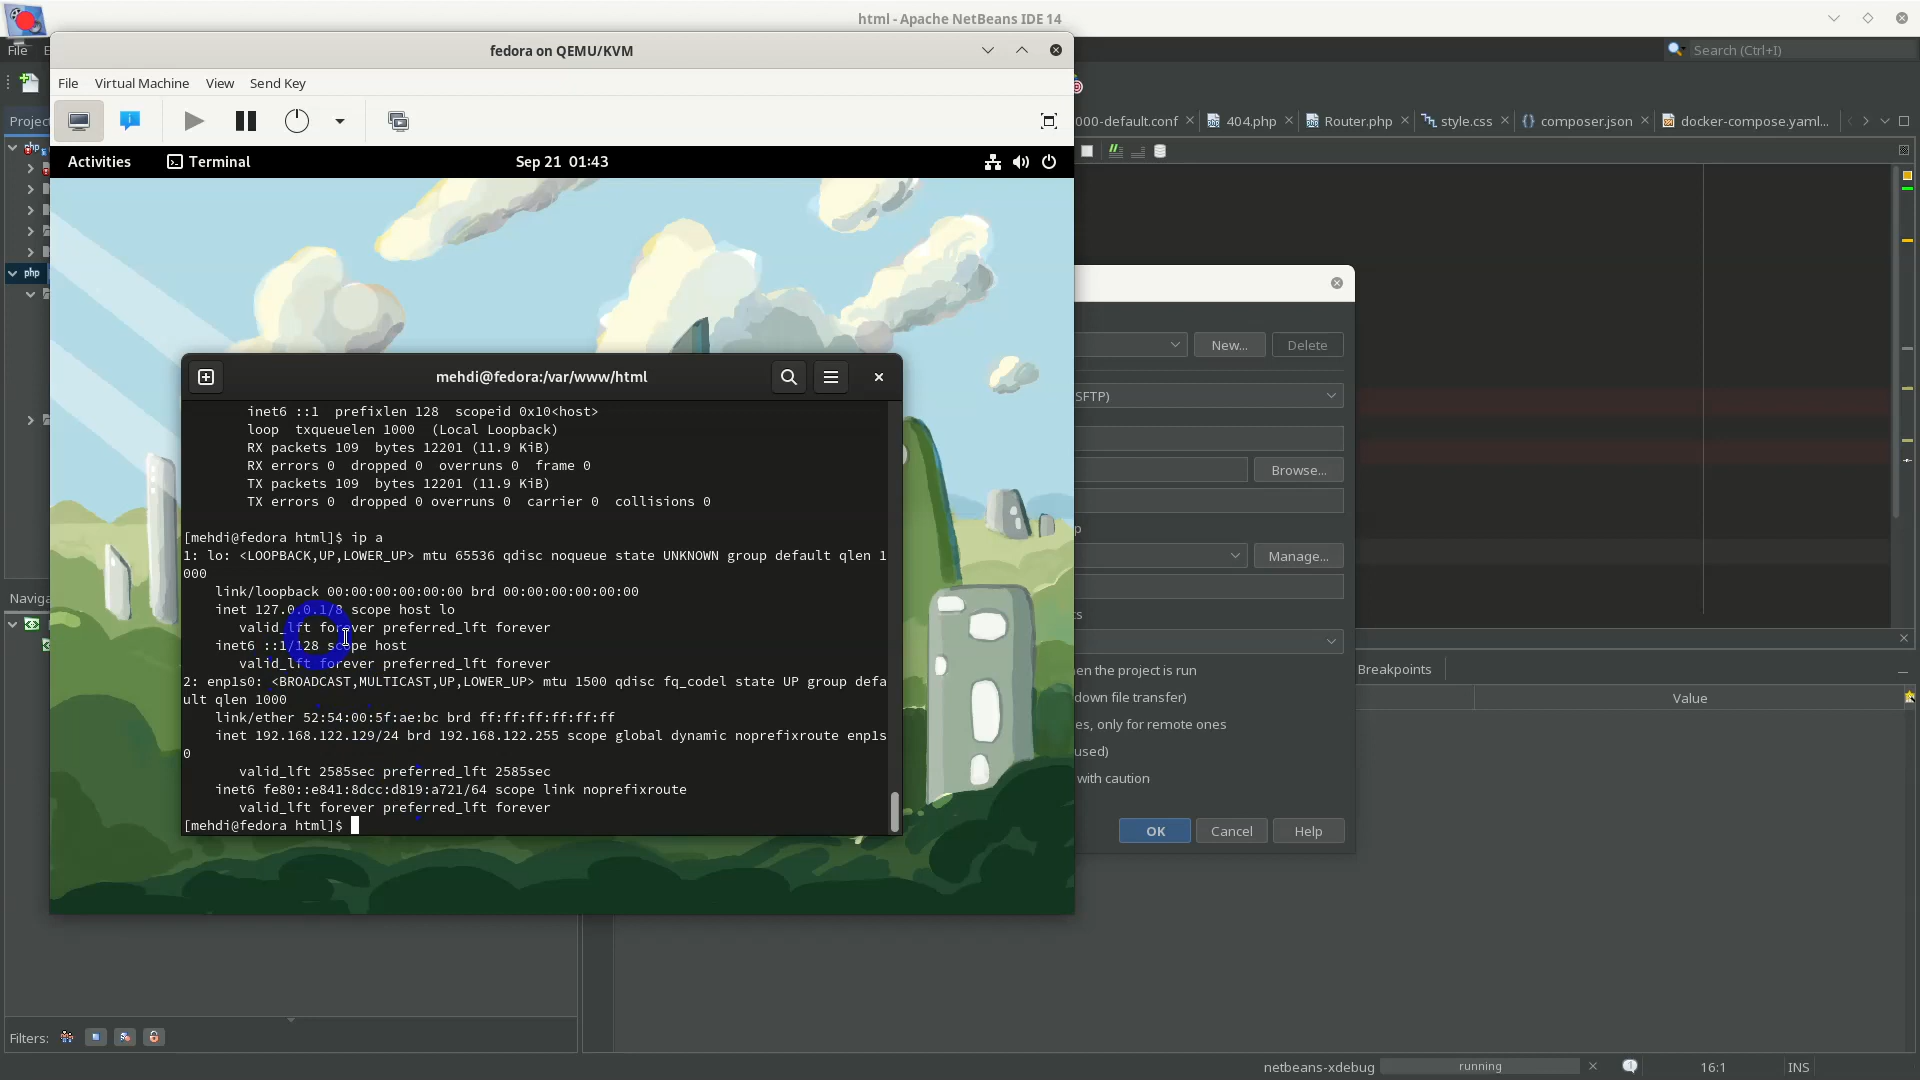 html - Apache NetBeans IDE 14
File
Search (Ctrl+I)
fedora on QEMU/KVM
File Virtual Machine View Send Key
Projec
000-default.conf 404.php Router.php style.css composer.json docker-compose.yaml...
Activities Terminal Sep 21 01:43
php
php
New... Delete
mehdi@fedora:/var/www/html
SFTP)
inet6 ::1 prefixlen 128 scopeid 0x10<host>
loop txqueuelen 1000 (Local Loopback)
RX packets 109 bytes 12201 (11.9 KiB)
RX errors 0 dropped 0 overruns 0 frame 0
TX packets 109 bytes 12201 (11.9 KiB)
TX errors 0 dropped 0 overruns 0 carrier 0 collisions 0
[mehdi@fedora html]$ ip a
1: lo: <LOOPBACK,UP,LOWER_UP> mtu 65536 qdisc noqueue state UNKNOWN group default qlen 1
000
link/loopback 00:00:00:00:00:00 brd 00:00:00:00:00:00
inet 127.0.0.1/8 scope host lo
valid_lft forever preferred_lft forever
inet6 ::1/128 scope host
valid_lft forever preferred_lft forever
2: enp1s0: <BROADCAST,MULTICAST,UP,LOWER_UP> mtu 1500 qdisc fq_codel state UP group defa
ult qlen 1000
link/ether 52:54:00:5f:ae:bc brd ff:ff:ff:ff:ff:ff
inet 192.168.122.129/24 brd 192.168.122.255 scope global dynamic noprefixroute enp1s
0
valid_lft 2585sec preferred_lft 2585sec
inet6 fe80::e841:8dcc:d819:a721/64 scope link noprefixroute
valid_lft forever preferred_lft forever
[mehdi@fedora html]$
Browse...
p
Manage...
ts
en the project is run
down file transfer)
es, only for remote ones
used)
with caution
OK Cancel Help
Breakpoints
Value
Naviga
Filters:
netbeans-xdebug running 16:1 INS